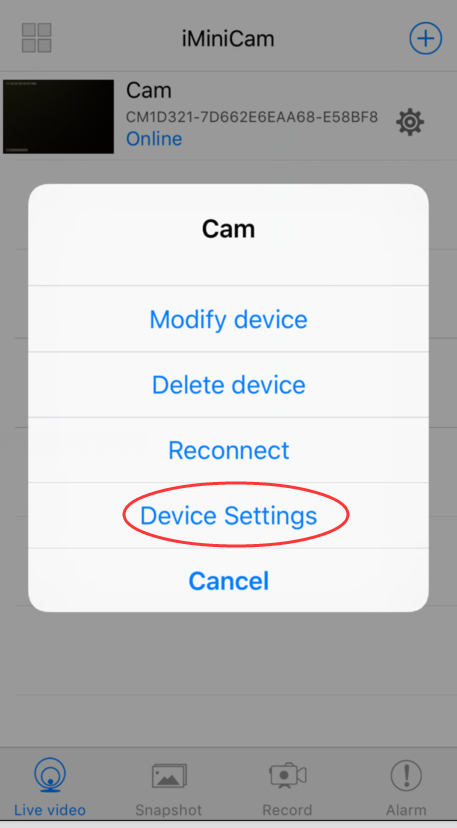 iMiniCam
Cam
CM1D321-7D662E6EAA68-E58BF8
Online
Cam
Modify device
Delete device
Reconnect
Device Settings
Cancel
Live video
Snapshot
Record
Alarm